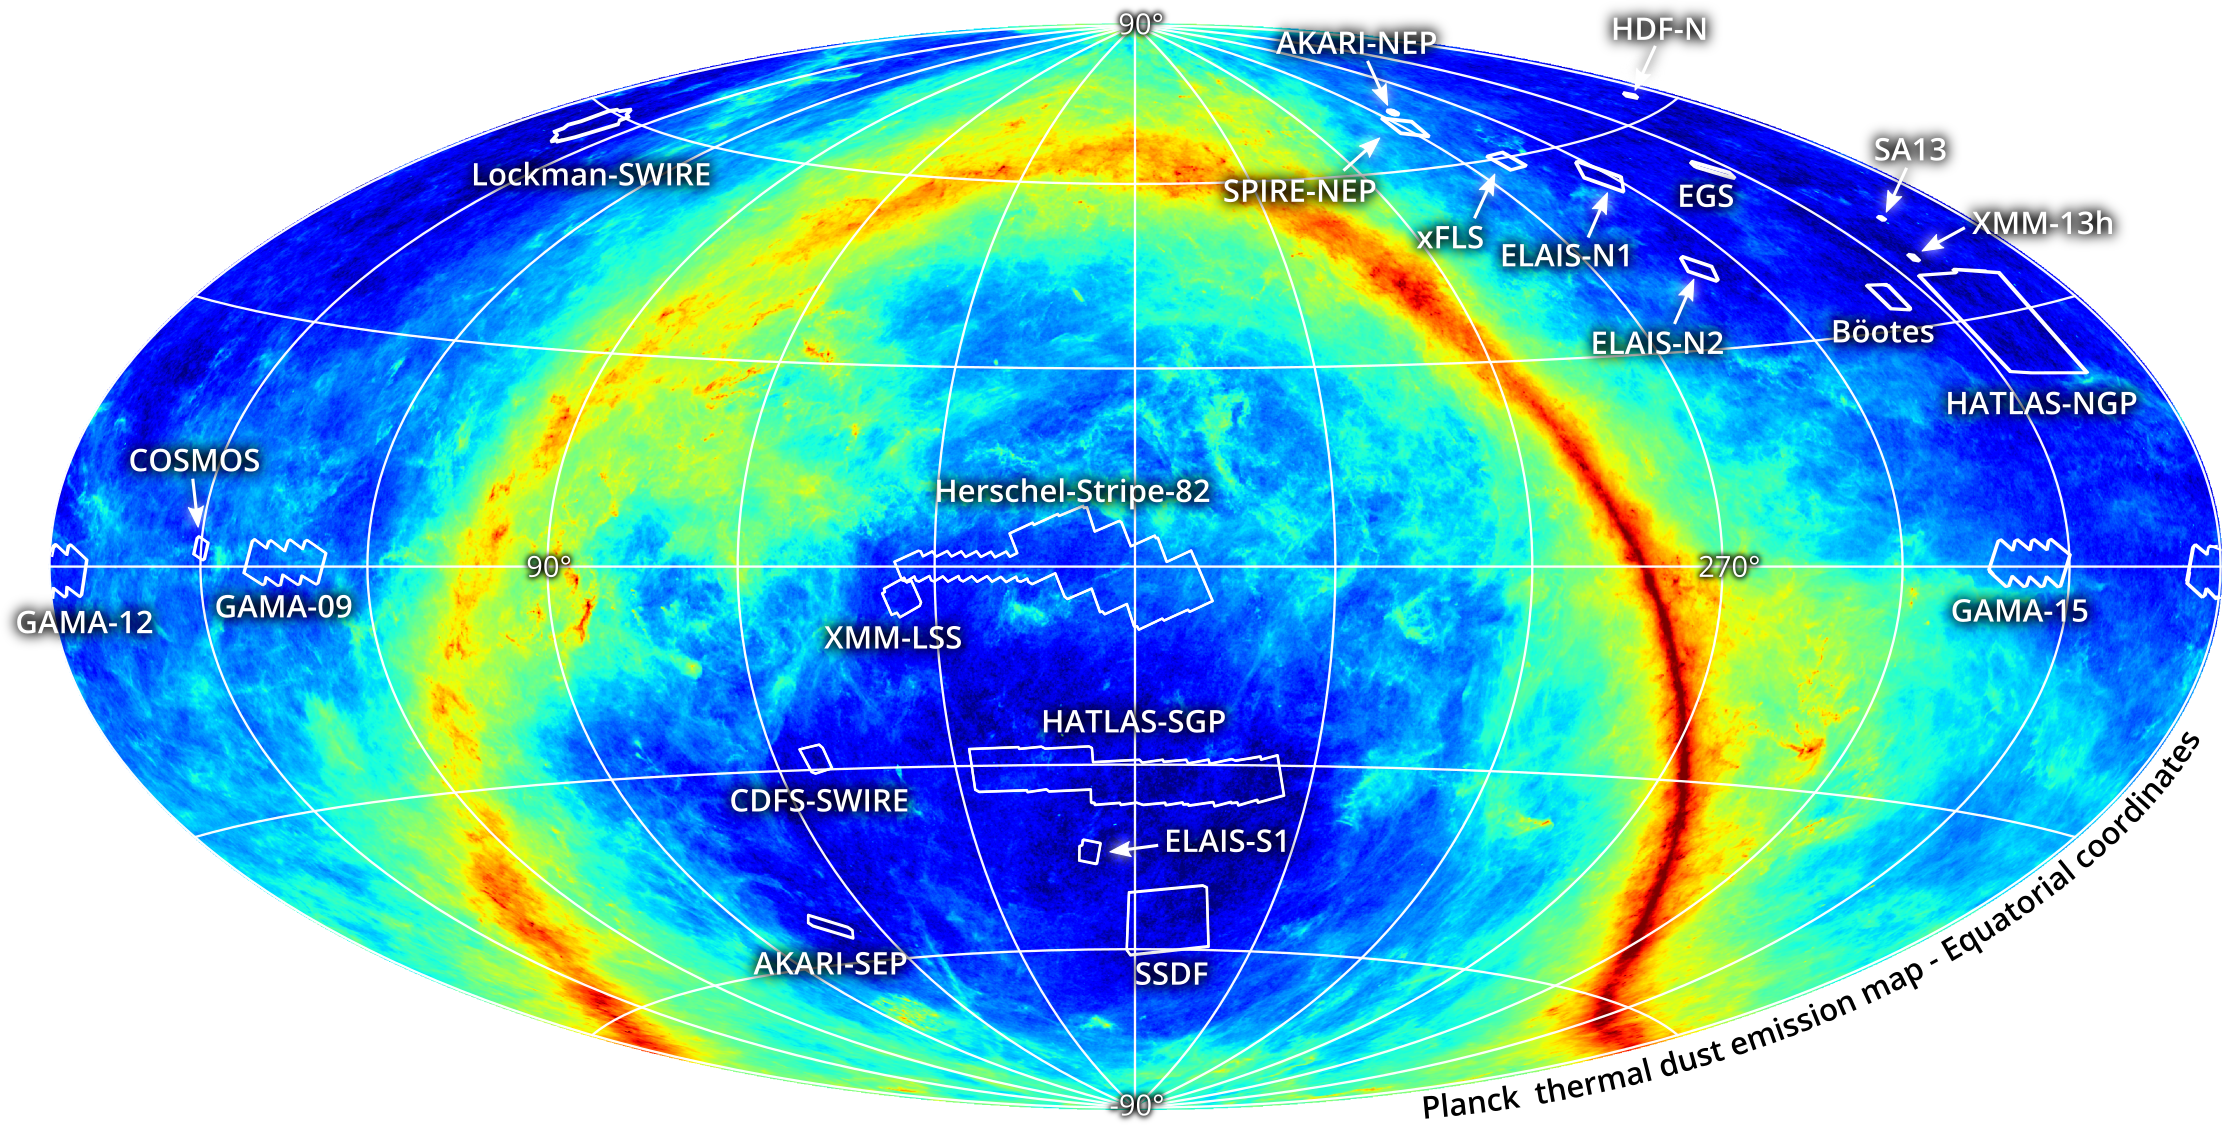 90°
HDF-N
AKARI-NEP
SA13
Lockman-SWIRE
SPIRE-NEP
EGS
XMM-13h
xFLS
ELAIS-N1
Böotes
ELAIS-N2
HATLAS-NGP
COSMOS
Herschel-Stripe-82
90°
270°
GAMA-12
GAMA-09
GAMA-15
XMM-LSS
HATLAS-SGP
CDFS-SWIRE
ELAIS-S1
AKARI-SEP
SSDF
-90°
Planck thermal dust emission map - Equatorial coordinates